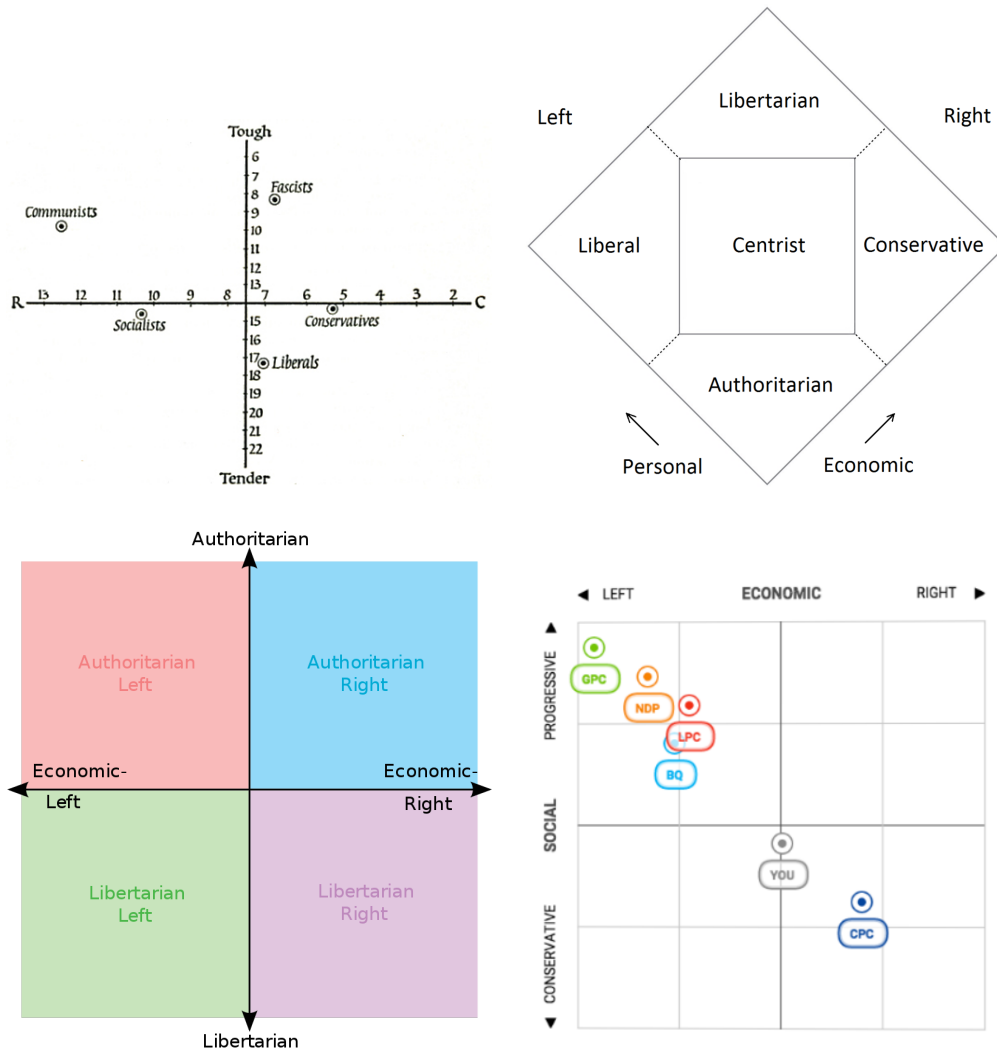 Tough
6
7
8
Fascists
9
Communists
10
11
12
13
R 13 12 11 10 9 8 7 6 5 4 3 2 C
Socialists
15
Conservatives
16
17
Liberals
18
19
20
21
22
Tender
Left
Libertarian
Right
Liberal
Centrist
Conservative
Authoritarian
Personal
Economic
Authoritarian
Authoritarian
Left
Authoritarian
Right
Economic-
Left
Economic-
Right
Libertarian
Left
Libertarian
Right
Libertarian
◄ LEFT ECONOMIC RIGHT ►
PROGRESSIVE
SOCIAL
CONSERVATIVE
GPC
NDP
LPC
BQ
YOU
CPC